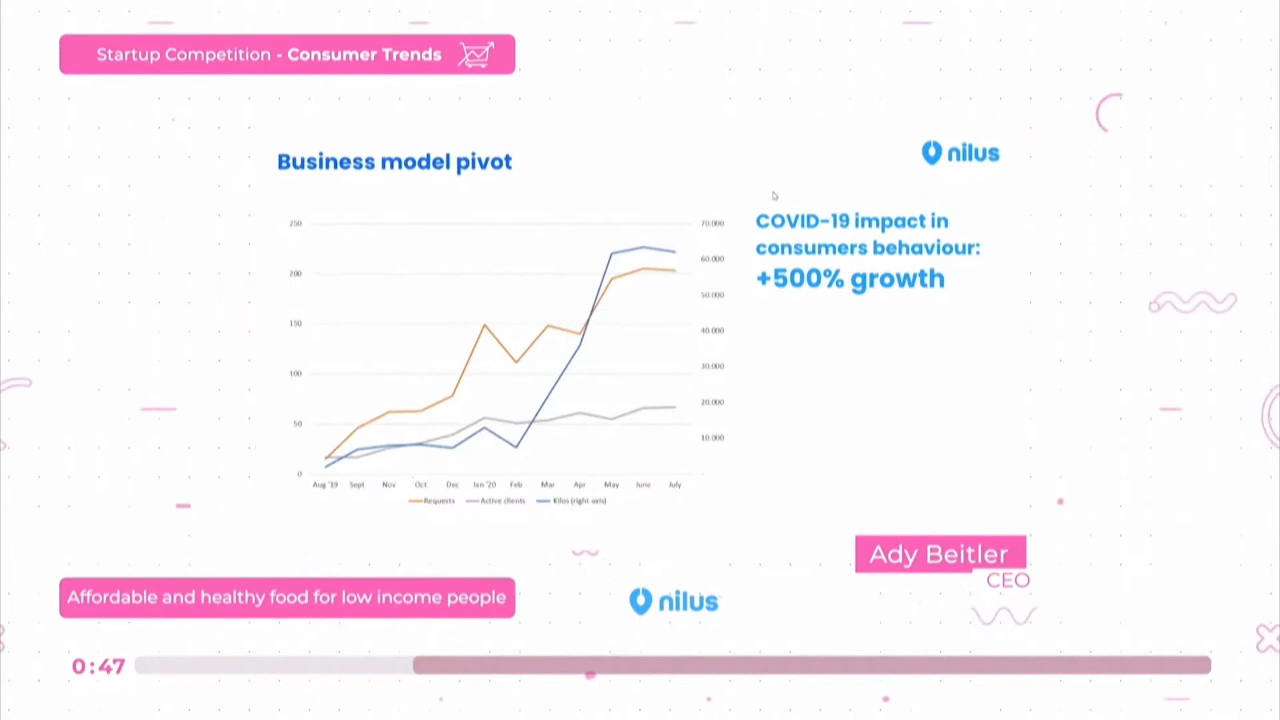 Startup Competition - Consumer Trends
Business model pivot
nilus
COVID-19 impact in
consumers behaviour:
+500% growth
250
200
150
100
50
0
70.000
60.000
50.000
40.000
30.000
20.000
10.000
-
Aug '19 Sept Nov Oct Dec Jan '20 Feb Mar Apr May June July
Requests Active clients Kilos (right axis)
Ady Beitler
CEO
Affordable and healthy food for low income people
nilus
0:47